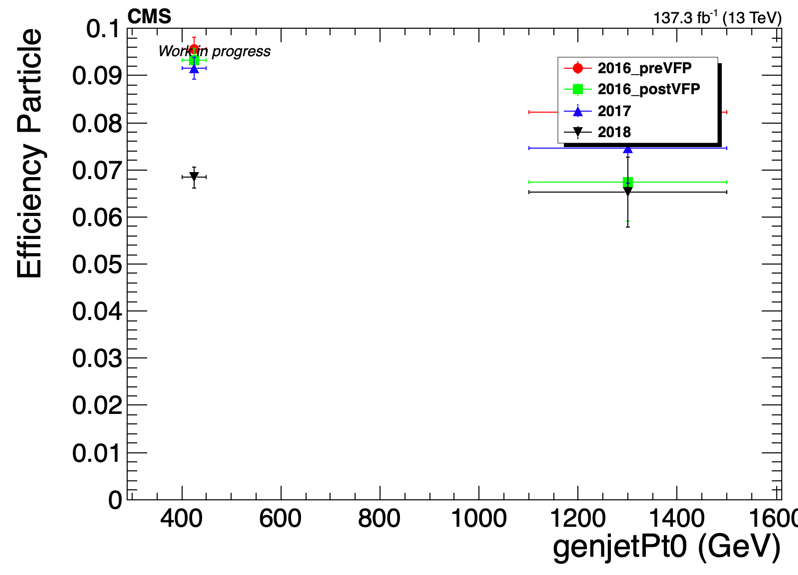 CMS
137.3 fb⁻¹ (13 TeV)
Work in progress
Efficiency Particle
0.1
0.09
0.08
0.07
0.06
0.05
0.04
0.03
0.02
0.01
0
2016_preVFP
2016_postVFP
2017
2018
400 600 800 1000 1200 1400 1600
genjetPt0 (GeV)